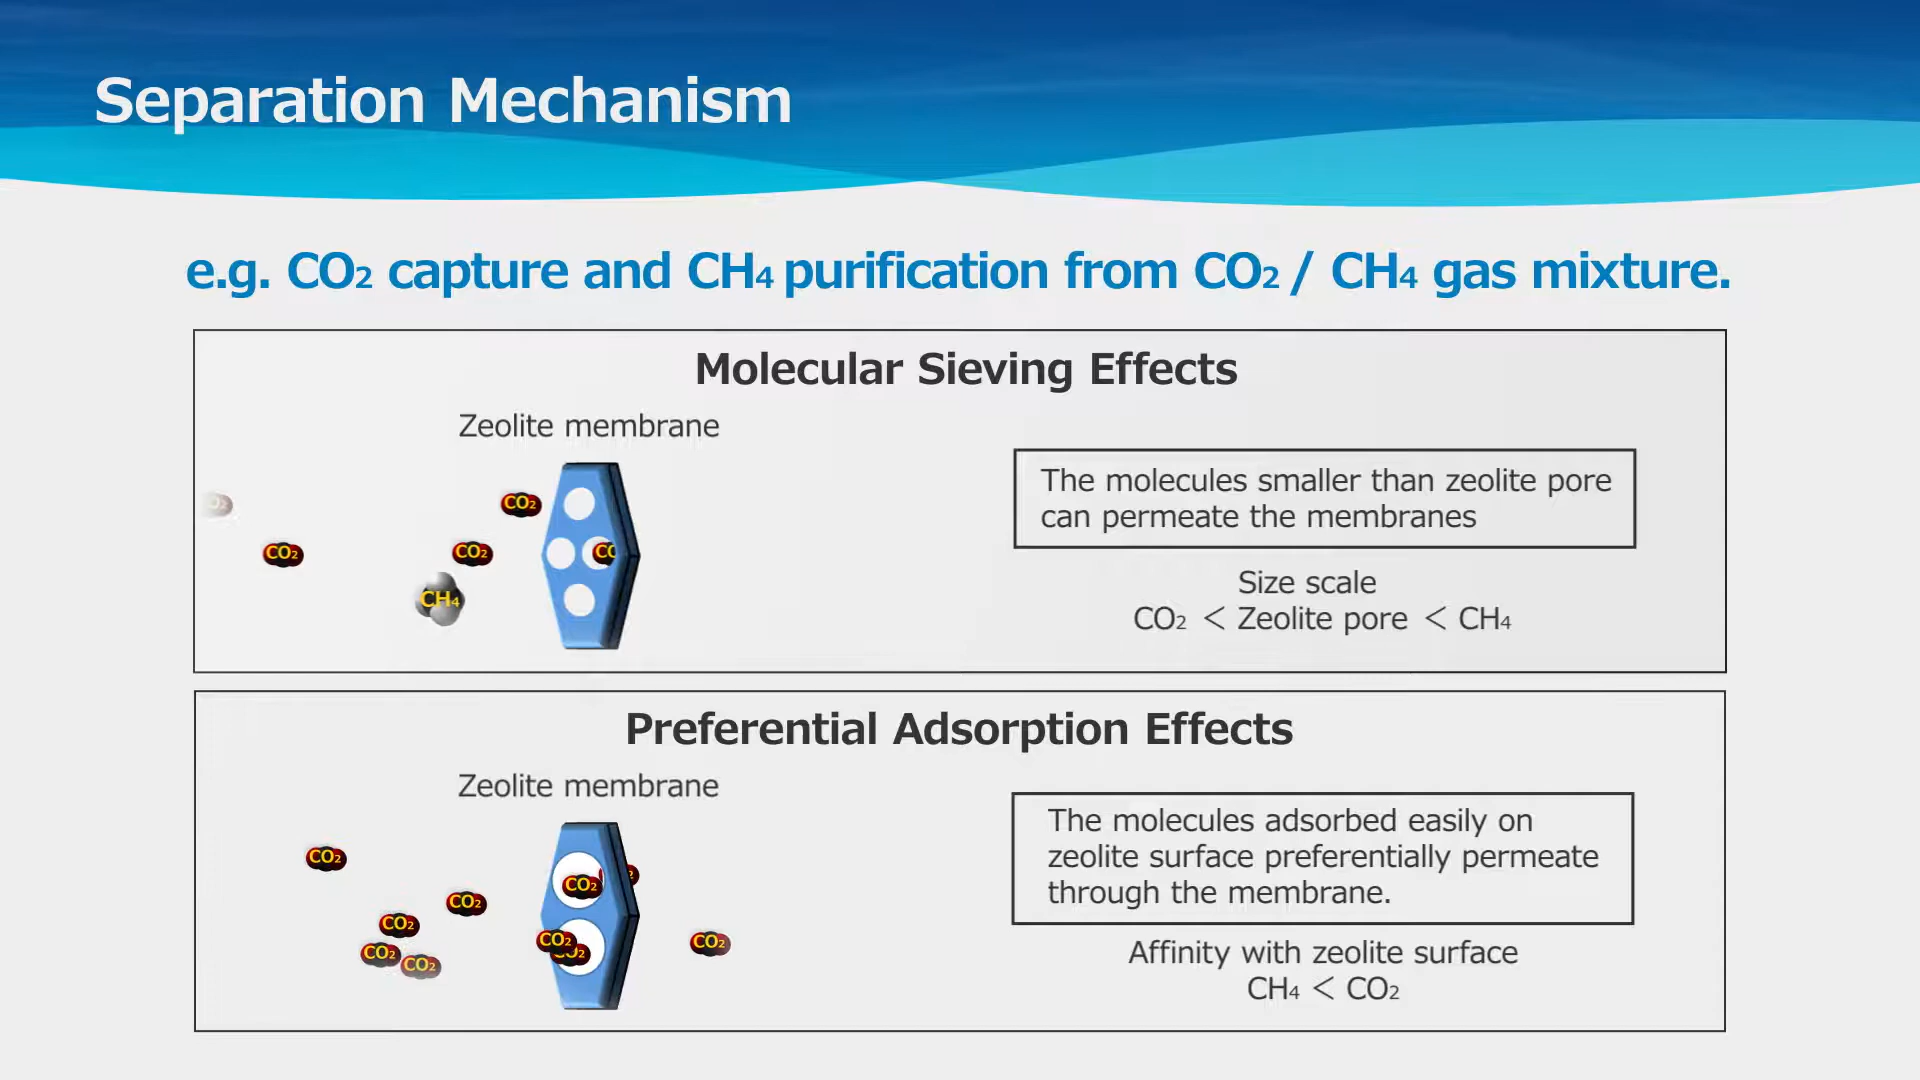 Separation Mechanism
e.g. CO₂ capture and CH₄ purification from CO₂ / CH₄ gas mixture.
Molecular Sieving Effects
Zeolite membrane
CO₂
CO₂
CO₂
CH₄
The molecules smaller than zeolite pore
can permeate the membranes
Size scale
CO₂ < Zeolite pore < CH₄
Preferential Adsorption Effects
Zeolite membrane
CO₂
CO₂
CO₂
CO₂
CO₂
CO₂
CO₂
CO₂
The molecules adsorbed easily on
zeolite surface preferentially permeate
through the membrane.
Affinity with zeolite surface
CH₄ < CO₂